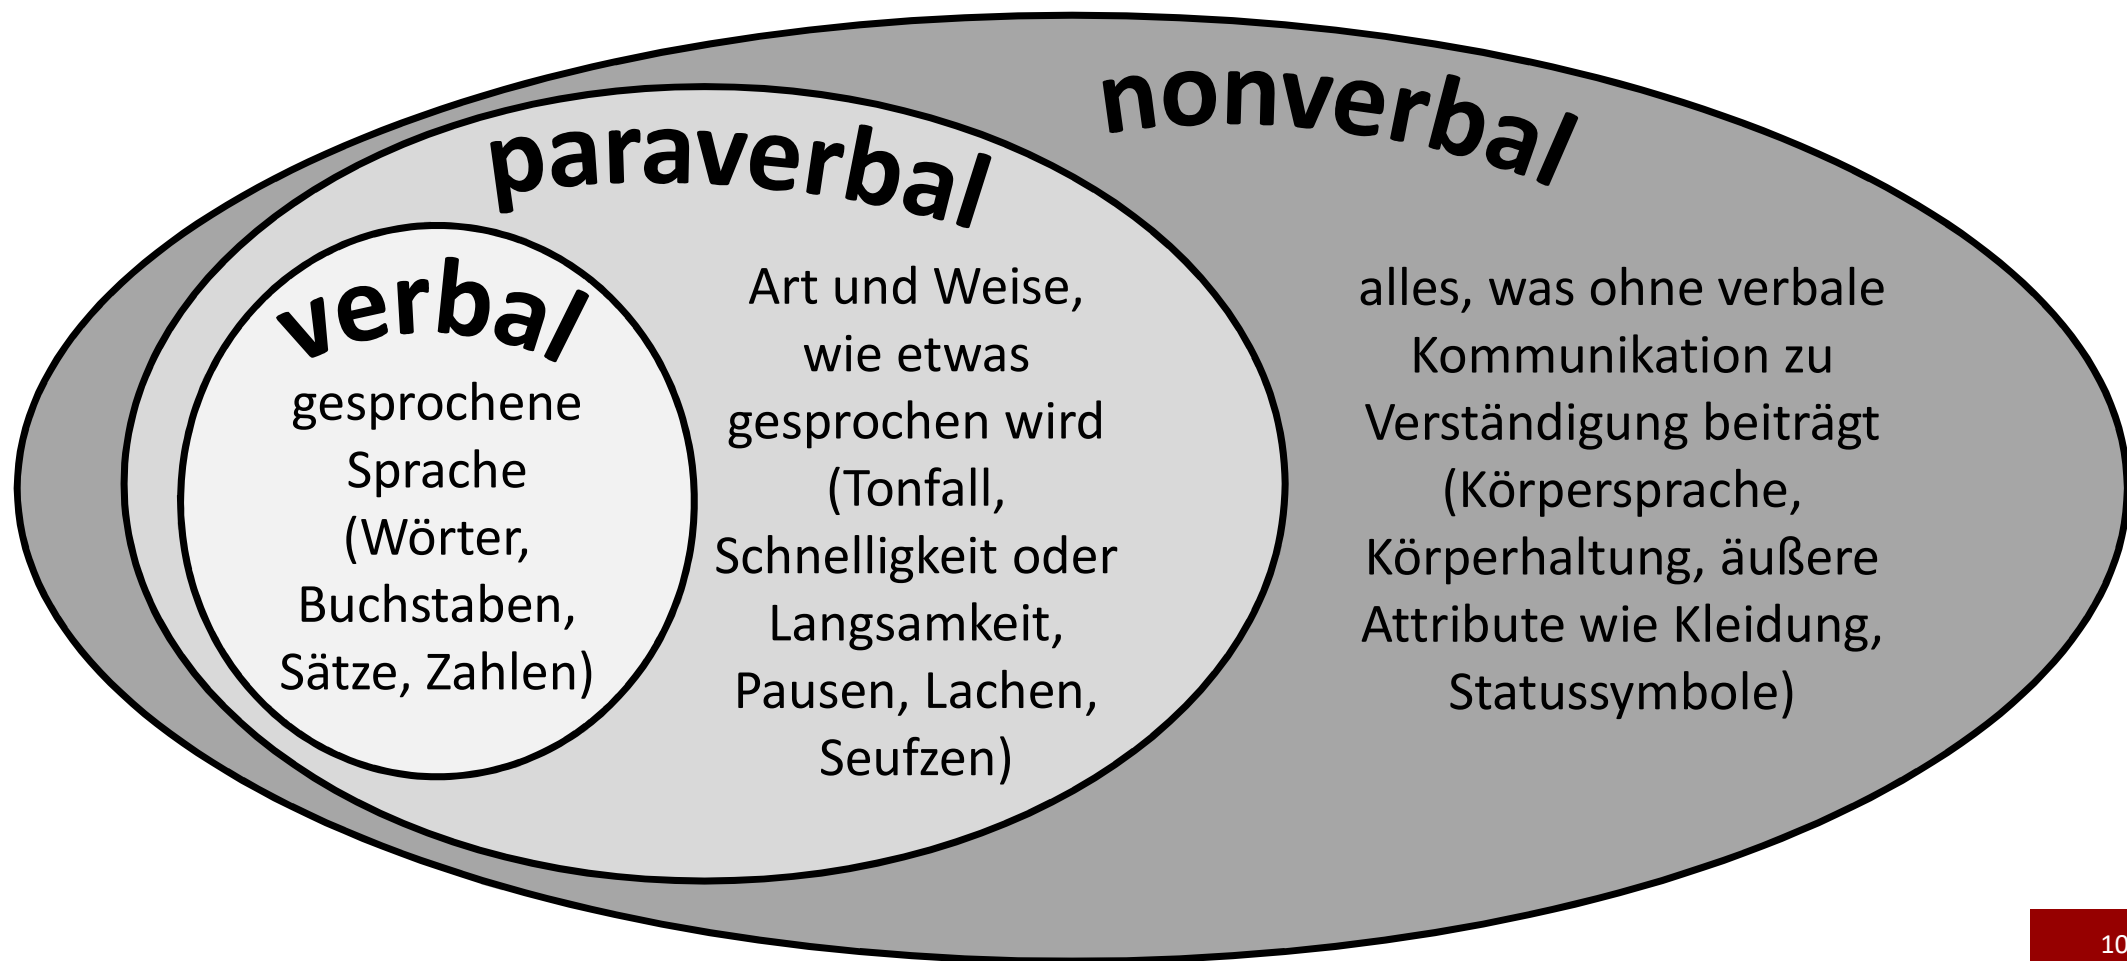 nonverbal
paraverbal
verbal
gesprochene
Sprache
(Wörter,
Buchstaben,
Sätze, Zahlen)
Art und Weise,
wie etwas
gesprochen wird
(Tonfall,
Schnelligkeit oder
Langsamkeit,
Pausen, Lachen,
Seufzen)
alles, was ohne verbale
Kommunikation zu
Verständigung beiträgt
(Körpersprache,
Körperhaltung, äußere
Attribute wie Kleidung,
Statussymbole)
10